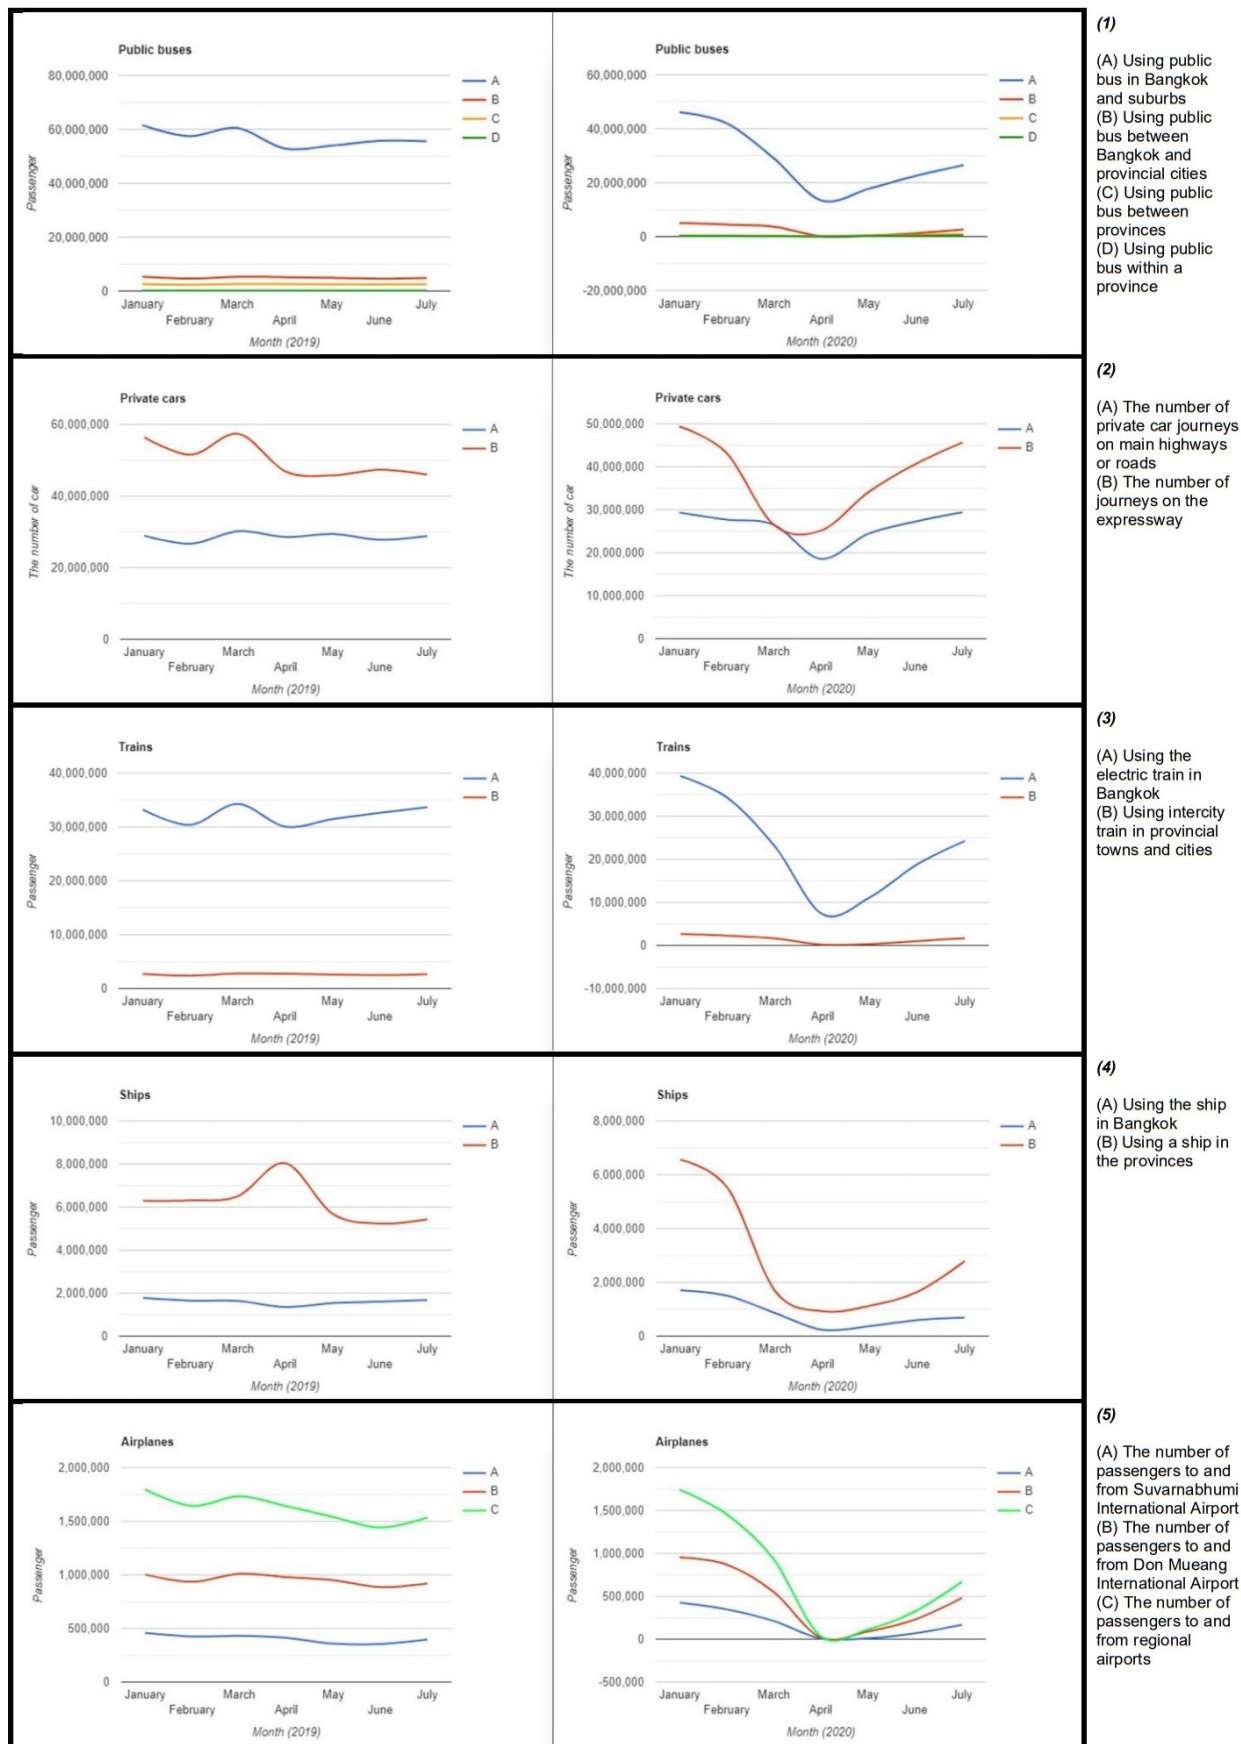 Public buses
80,000,000
60,000,000
40,000,000
20,000,000
0
Passenger
January
February
March
April
May
June
July
Month (2019)
A
B
C
D
Public buses
60,000,000
40,000,000
20,000,000
0
-20,000,000
Passenger
January
February
March
April
May
June
July
Month (2020)
A
B
C
D
(1)
(A) Using public
bus in Bangkok
and suburbs
(B) Using public
bus between
Bangkok and
provincial cities
(C) Using public
bus between
provinces
(D) Using public
bus within a
province
Private cars
60,000,000
40,000,000
20,000,000
0
The number of car
January
February
March
April
May
June
July
Month (2019)
A
B
Private cars
50,000,000
40,000,000
30,000,000
20,000,000
10,000,000
0
The number of car
January
February
March
April
May
June
July
Month (2020)
A
B
(2)
(A) The number of
private car journeys
on main highways
or roads
(B) The number of
journeys on the
expressway
Trains
40,000,000
30,000,000
20,000,000
10,000,000
0
Passenger
January
February
March
April
May
June
July
Month (2019)
A
B
Trains
40,000,000
30,000,000
20,000,000
10,000,000
0
-10,000,000
Passenger
January
February
March
April
May
June
July
Month (2020)
A
B
(3)
(A) Using the
electric train in
Bangkok
(B) Using intercity
train in provincial
towns and cities
Ships
10,000,000
8,000,000
6,000,000
4,000,000
2,000,000
0
Passenger
January
February
March
April
May
June
July
Month (2019)
A
B
Ships
8,000,000
6,000,000
4,000,000
2,000,000
0
Passenger
January
February
March
April
May
June
July
Month (2020)
A
B
(4)
(A) Using the ship
in Bangkok
(B) Using a ship in
the provinces
Airplanes
2,000,000
1,500,000
1,000,000
500,000
0
Passenger
January
February
March
April
May
June
July
Month (2019)
A
B
C
Airplanes
2,000,000
1,500,000
1,000,000
500,000
0
-500,000
Passenger
January
February
March
April
May
June
July
Month (2020)
A
B
C
(5)
(A) The number of
passengers to and
from Suvarnabhumi
International Airport
(B) The number of
passengers to and
from Don Mueang
International Airport
(C) The number of
passengers to and
from regional
airports